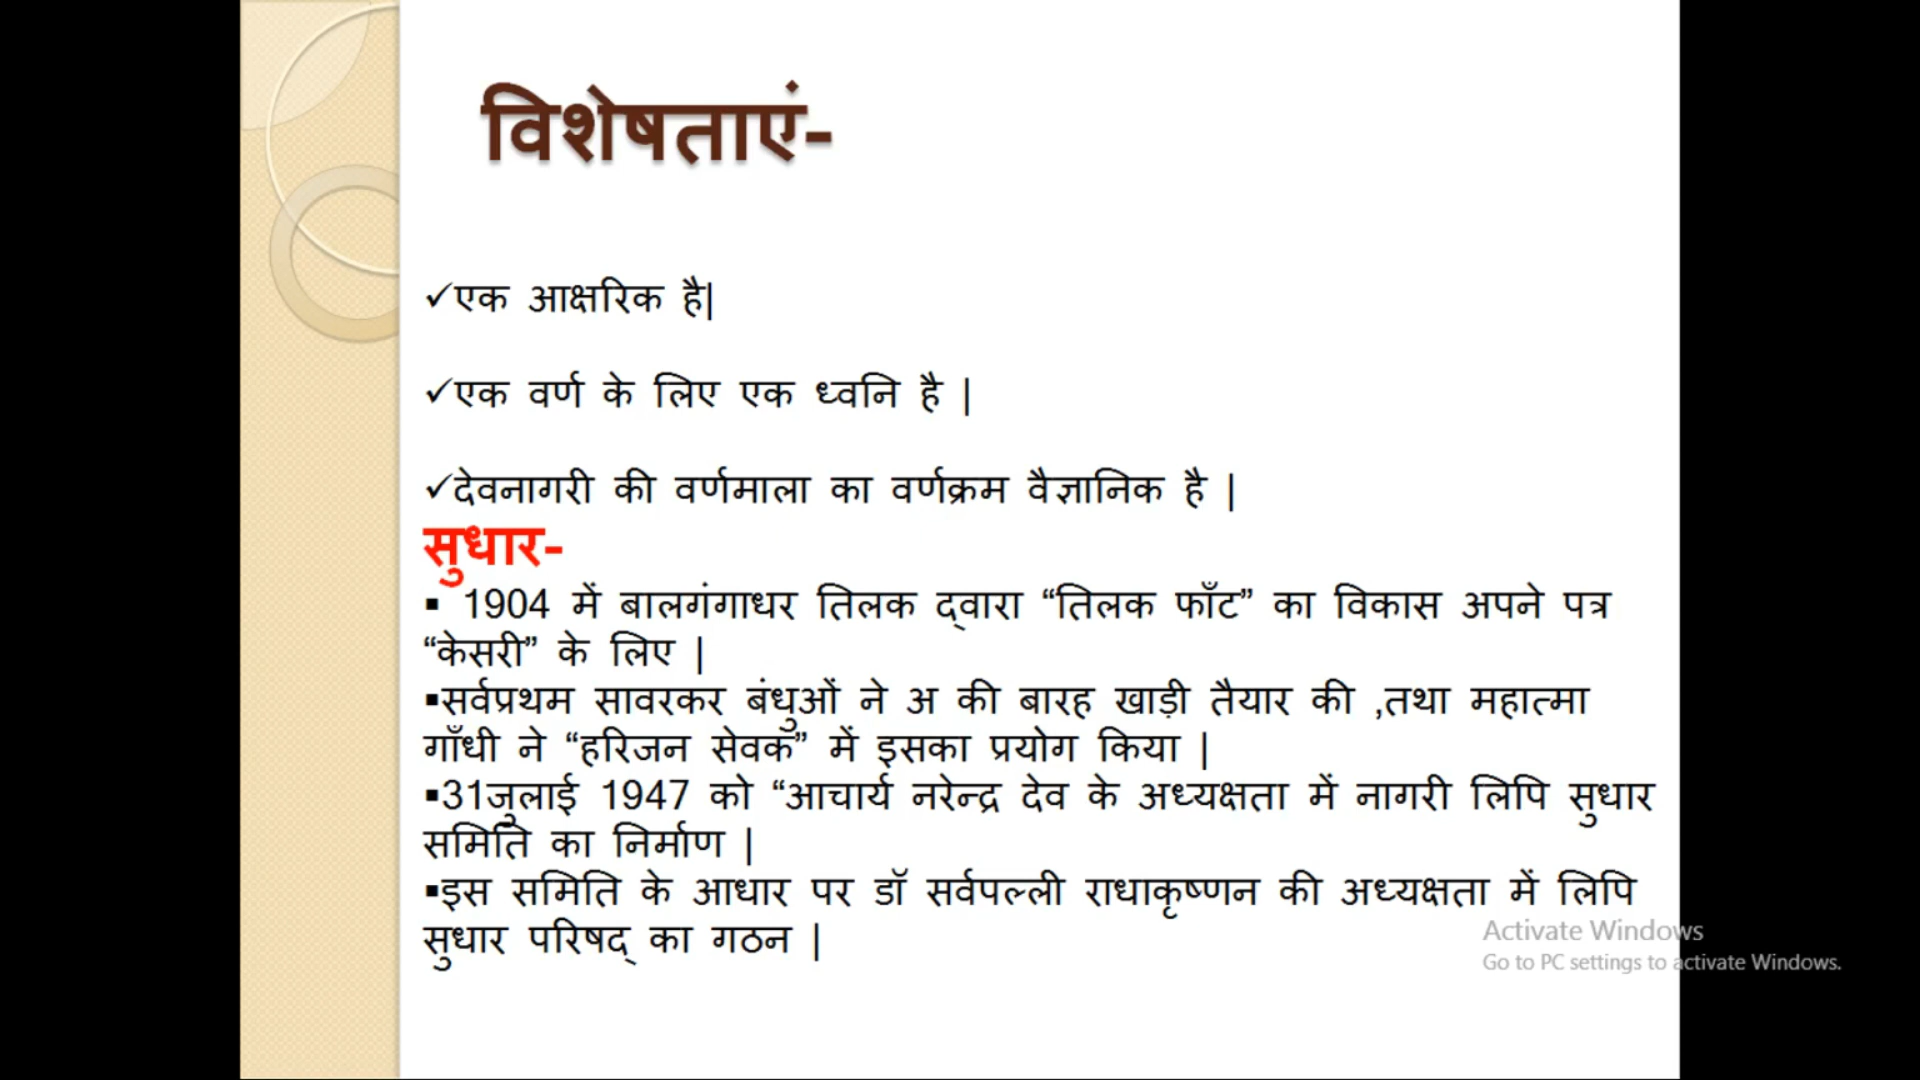 विशेषताएं-
✓एक आक्षरिक है|
✓एक वर्ण के लिए एक ध्वनि है |
✓देवनागरी की वर्णमाला का वर्णक्रम वैज्ञानिक है |
सुधार-
▪ 1904 में बालगंगाधर तिलक द्वारा “तिलक फाँट” का विकास अपने पत्र
“केसरी” के लिए |
▪सर्वप्रथम सावरकर बंधुओं ने अ की बारह खाड़ी तैयार की ,तथा महात्मा
गाँधी ने “हरिजन सेवक” में इसका प्रयोग किया |
▪31जुलाई 1947 को “आचार्य नरेन्द्र देव के अध्यक्षता में नागरी लिपि सुधार
समिति का निर्माण |
▪इस समिति के आधार पर डॉ सर्वपल्ली राधाकृष्णन की अध्यक्षता में लिपि
सुधार परिषद् का गठन |
Activate Windows
Go to PC settings to activate Windows.